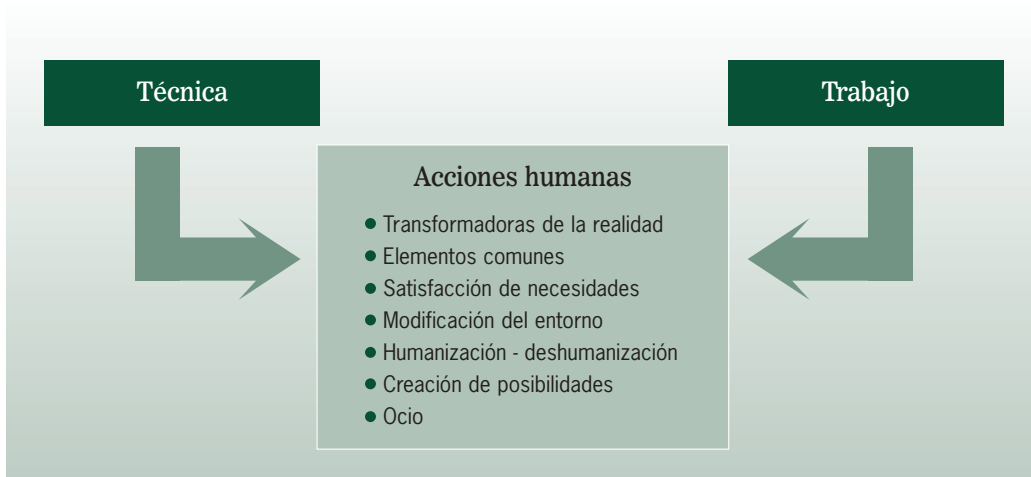 Técnica
Trabajo
Acciones humanas
● Transformadoras de la realidad
● Elementos comunes
● Satisfacción de necesidades
● Modificación del entorno
● Humanización - deshumanización
● Creación de posibilidades
● Ocio